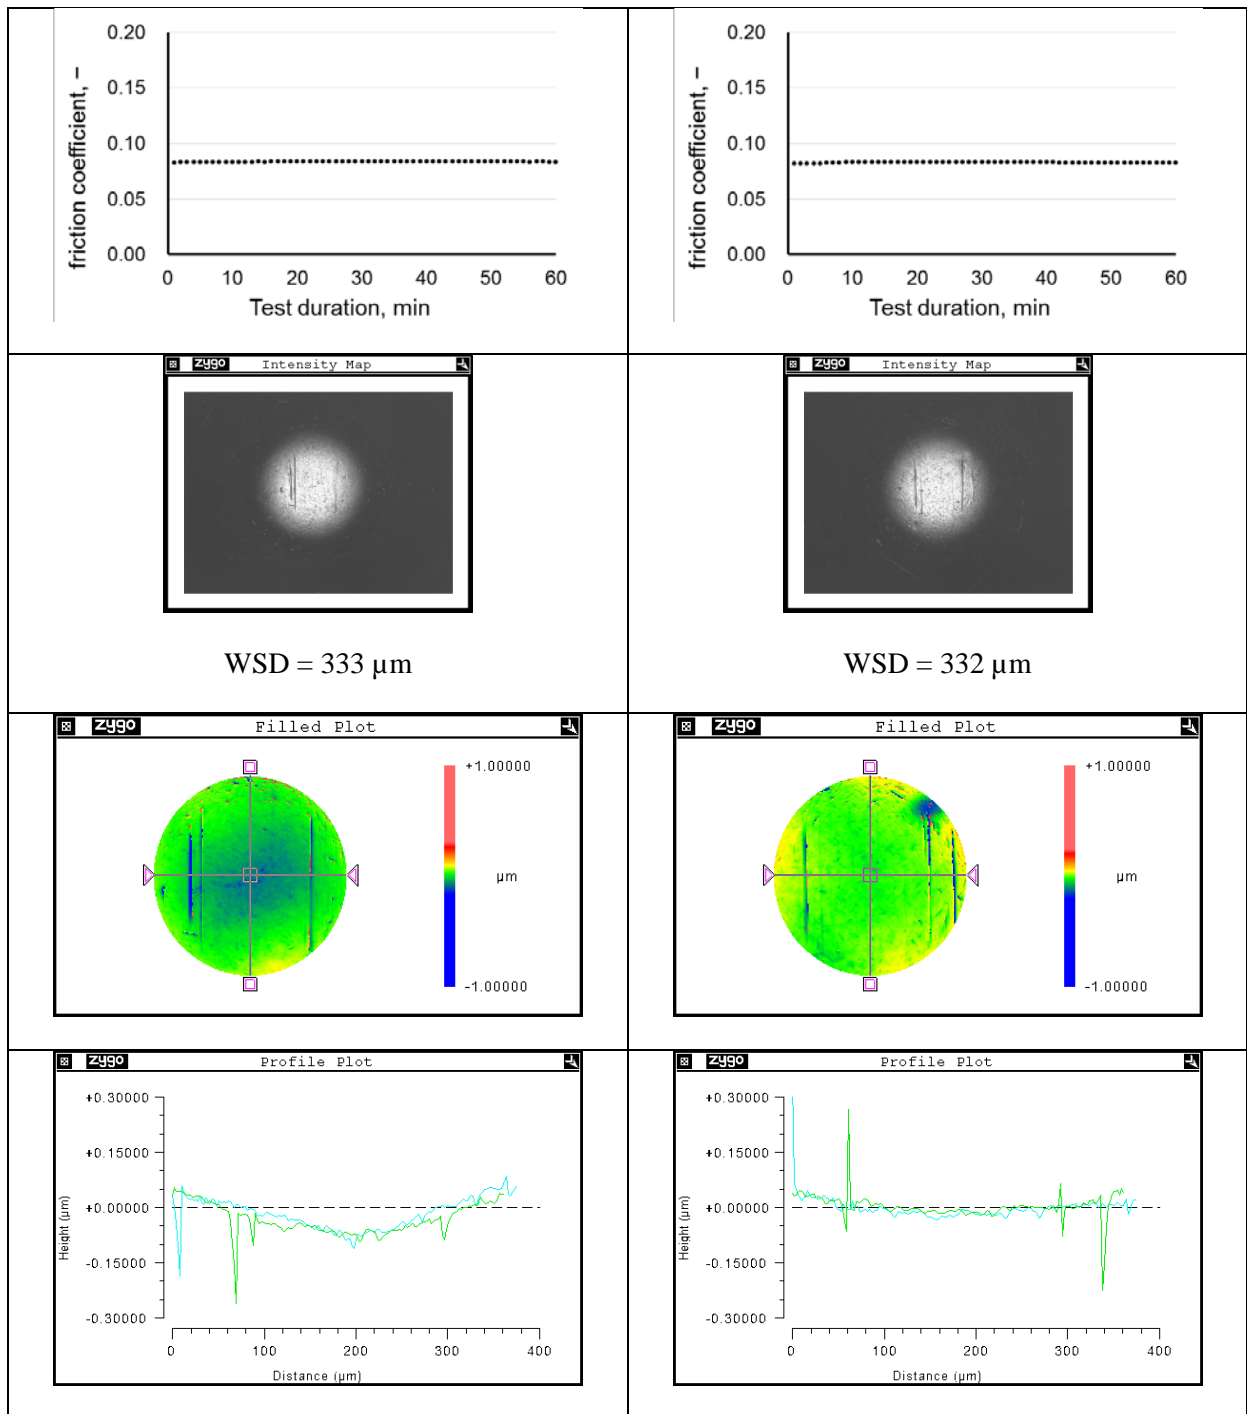 0.20
0.15
0.10
0.05
0.00
friction coefficient, –
0 10 20 30 40 50 60
Test duration, min
0.20
0.15
0.10
0.05
0.00
friction coefficient, –
0 10 20 30 40 50 60
Test duration, min
zygo Intensity Map
WSD = 333 µm
zygo Intensity Map
WSD = 332 µm
zygo Filled Plot
+1.00000
µm
-1.00000
zygo Filled Plot
+1.00000
µm
-1.00000
zygo Profile Plot
+0.30000
+0.15000
+0.00000
-0.15000
-0.30000
Height (µm)
0 100 200 300 400
Distance (µm)
zygo Profile Plot
+0.30000
+0.15000
+0.00000
-0.15000
-0.30000
Height (µm)
0 100 200 300 400
Distance (µm)